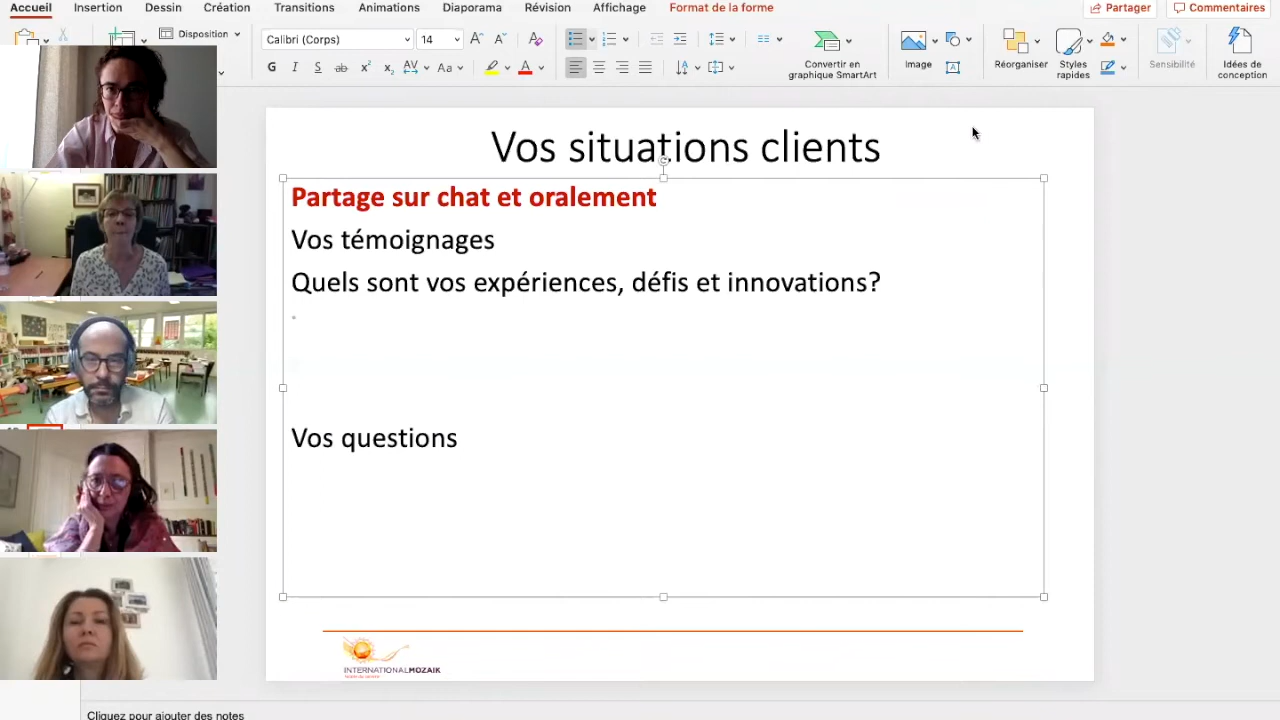 Accueil Insertion Dessin Création Transitions Animations Diaporama Révision Affichage Format de la forme Partager Commentaires
Disposition
Calibri (Corps) 14
Convertir en
graphique SmartArt
Image
Réorganiser
Styles
rapides
Sensibilité
Idées de
conception
Vos situations clients
Partage sur chat et oralement
Vos témoignages
Quels sont vos expériences, défis et innovations?
Vos questions
INTERNATIONALMOZAIK
Cliquez pour ajouter des notes